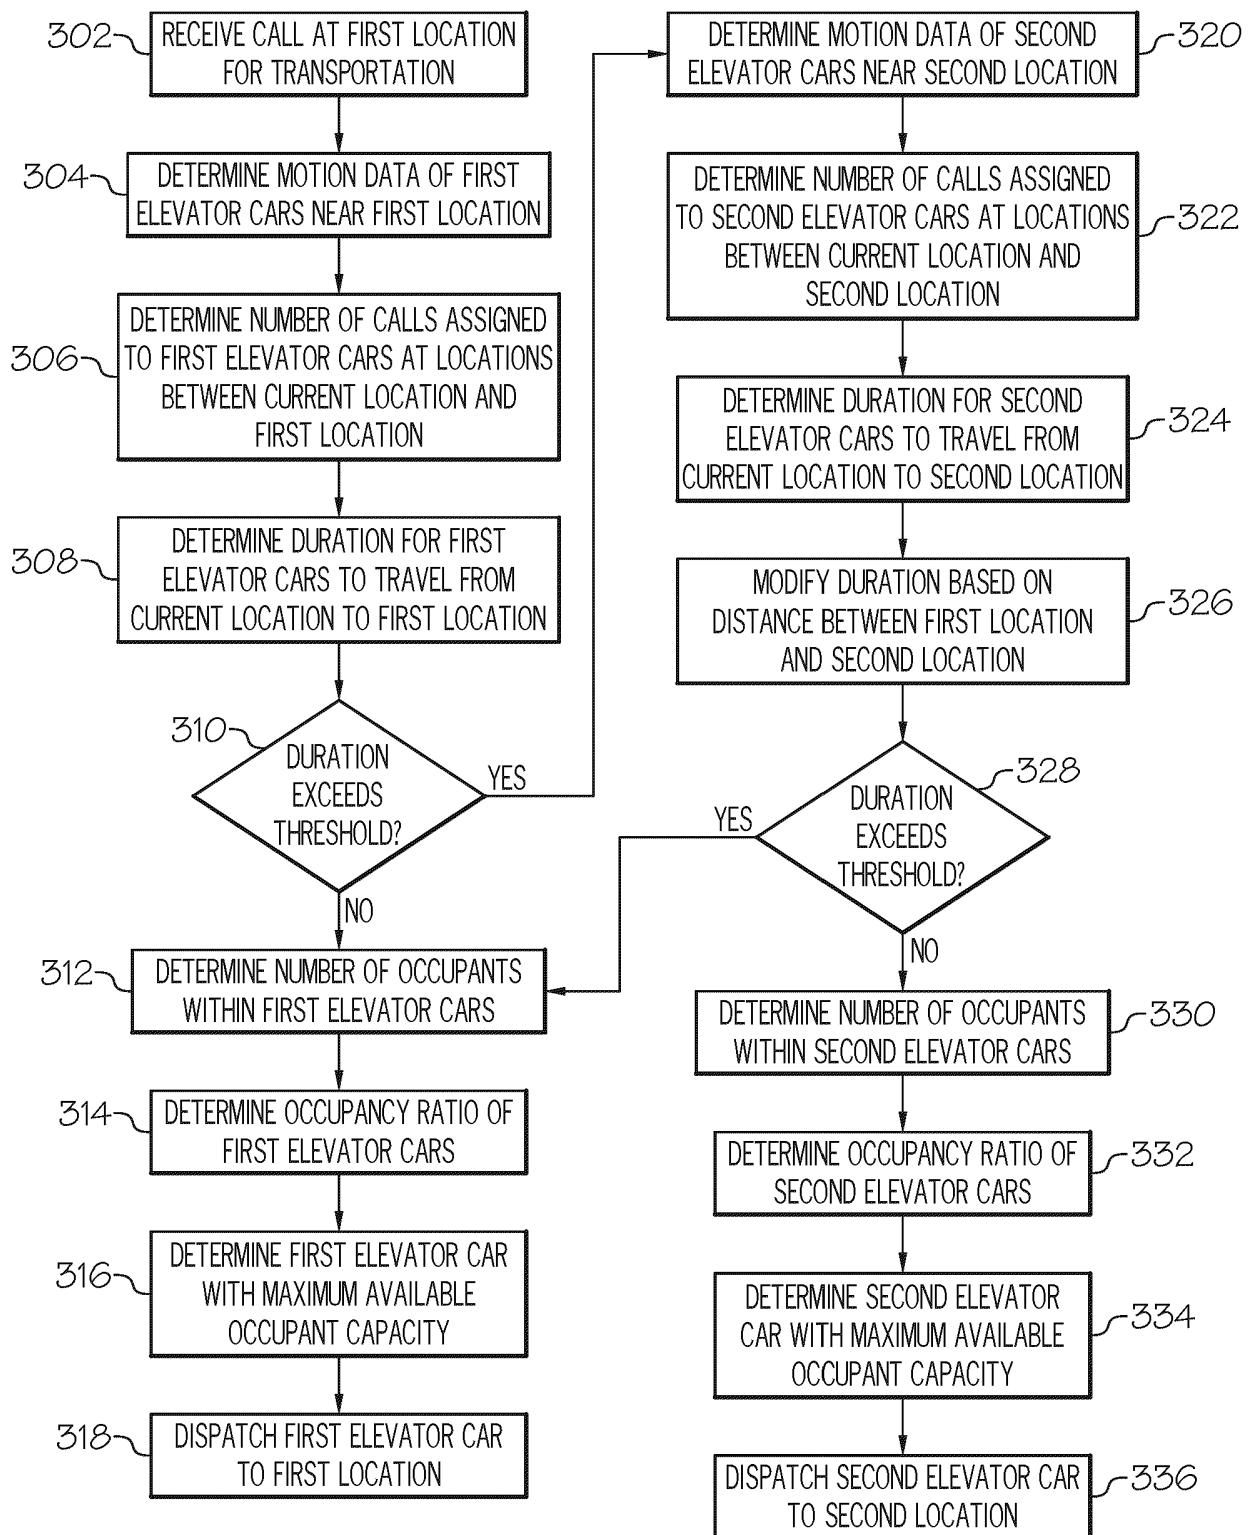 302
RECEIVE CALL AT FIRST LOCATION
FOR TRANSPORTATION
304
DETERMINE MOTION DATA OF FIRST
ELEVATOR CARS NEAR FIRST LOCATION
306
DETERMINE NUMBER OF CALLS ASSIGNED
TO FIRST ELEVATOR CARS AT LOCATIONS
BETWEEN CURRENT LOCATION AND
FIRST LOCATION
308
DETERMINE DURATION FOR FIRST
ELEVATOR CARS TO TRAVEL FROM
CURRENT LOCATION TO FIRST LOCATION
310
DURATION
EXCEEDS
THRESHOLD?
YES
NO
312
DETERMINE NUMBER OF OCCUPANTS
WITHIN FIRST ELEVATOR CARS
314
DETERMINE OCCUPANCY RATIO OF
FIRST ELEVATOR CARS
316
DETERMINE FIRST ELEVATOR CAR
WITH MAXIMUM AVAILABLE
OCCUPANT CAPACITY
318
DISPATCH FIRST ELEVATOR CAR
TO FIRST LOCATION
320
DETERMINE MOTION DATA OF SECOND
ELEVATOR CARS NEAR SECOND LOCATION
322
DETERMINE NUMBER OF CALLS ASSIGNED
TO SECOND ELEVATOR CARS AT LOCATIONS
BETWEEN CURRENT LOCATION AND
SECOND LOCATION
324
DETERMINE DURATION FOR SECOND
ELEVATOR CARS TO TRAVEL FROM
CURRENT LOCATION TO SECOND LOCATION
326
MODIFY DURATION BASED ON
DISTANCE BETWEEN FIRST LOCATION
AND SECOND LOCATION
328
DURATION
EXCEEDS
THRESHOLD?
YES
NO
330
DETERMINE NUMBER OF OCCUPANTS
WITHIN SECOND ELEVATOR CARS
332
DETERMINE OCCUPANCY RATIO OF
SECOND ELEVATOR CARS
334
DETERMINE SECOND ELEVATOR
CAR WITH MAXIMUM AVAILABLE
OCCUPANT CAPACITY
336
DISPATCH SECOND ELEVATOR CAR
TO SECOND LOCATION